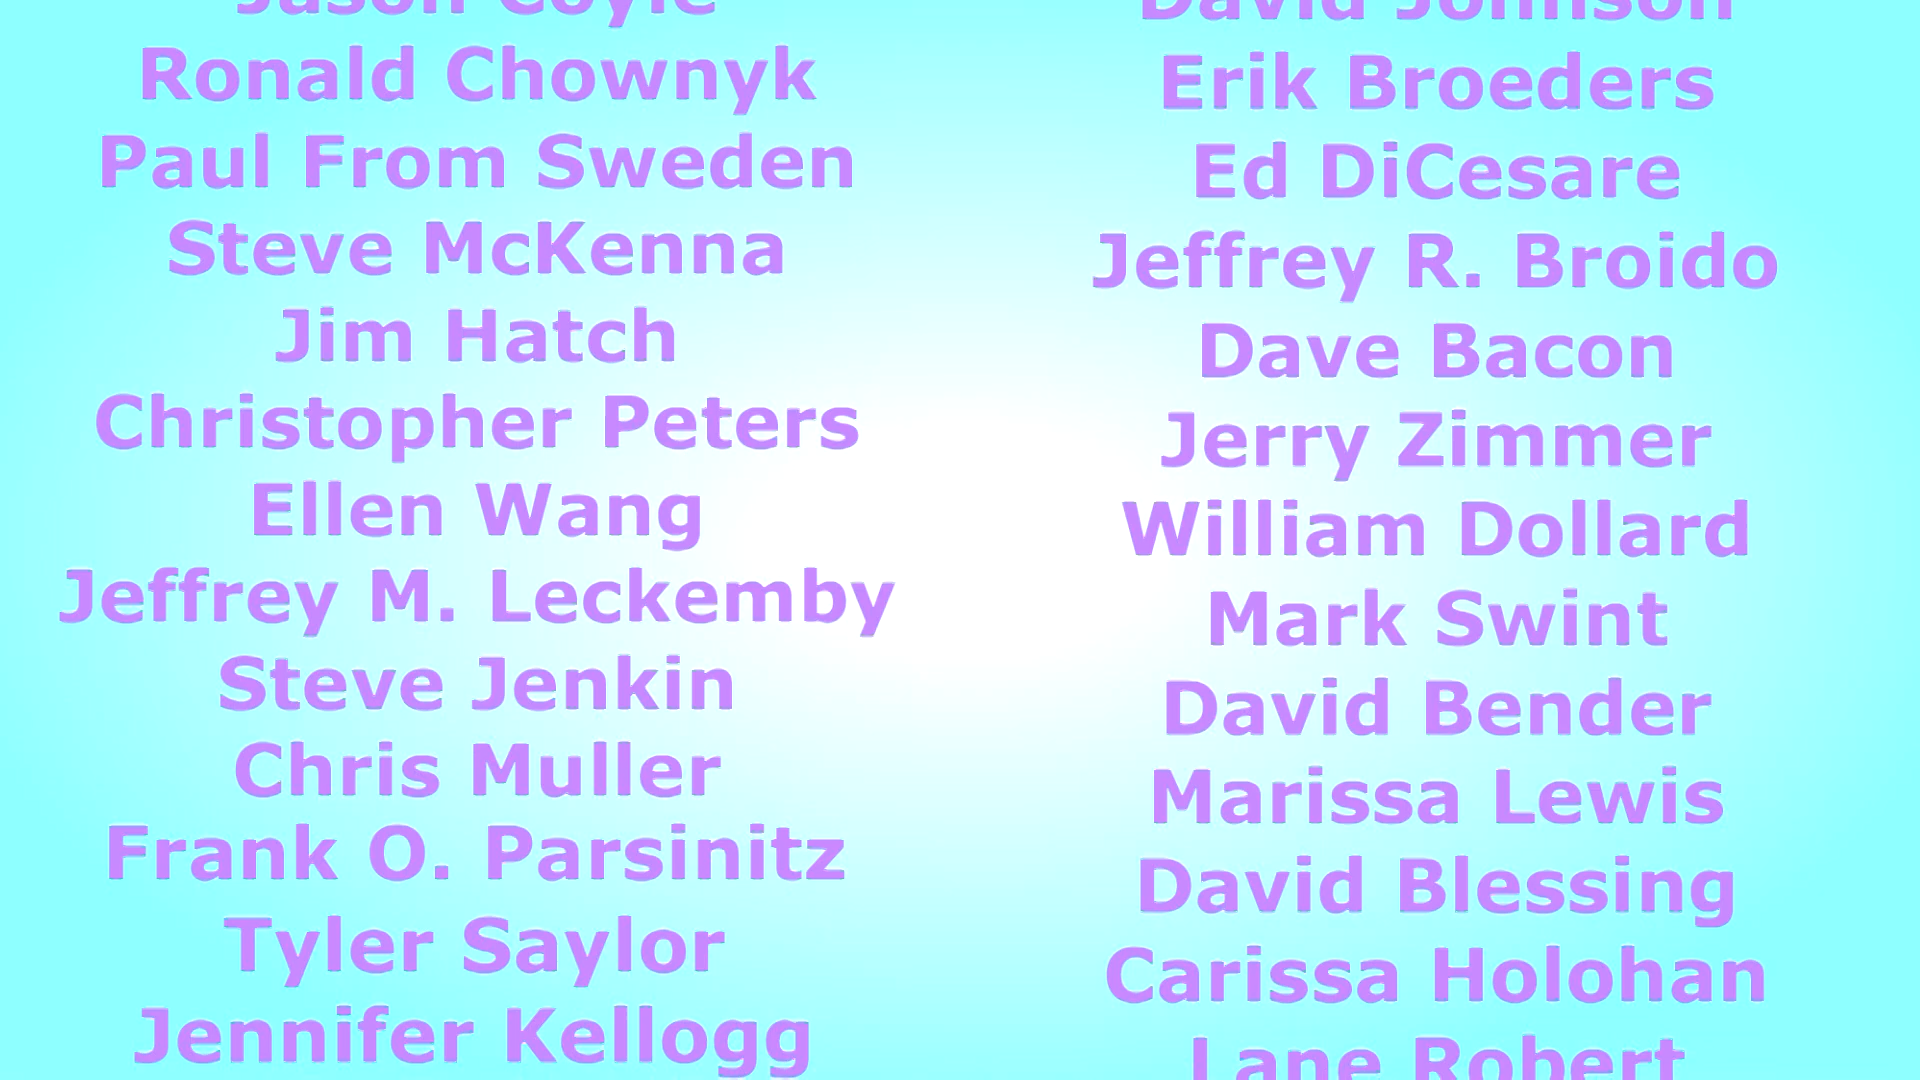 Jason Coyle
Ronald Chownyk
Paul From Sweden
Steve McKenna
Jim Hatch
Christopher Peters
Ellen Wang
Jeffrey M. Leckemby
Steve Jenkin
Chris Muller
Frank O. Parsinitz
Tyler Saylor
Jennifer Kellogg
David Johnson
Erik Broeders
Ed DiCesare
Jeffrey R. Broido
Dave Bacon
Jerry Zimmer
William Dollard
Mark Swint
David Bender
Marissa Lewis
David Blessing
Carissa Holohan
Lane Robert